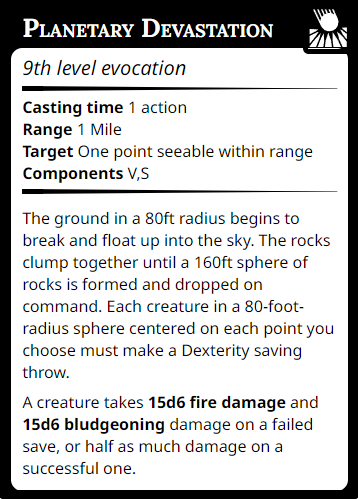 Planetary Devastation
9th level evocation
Casting time 1 action
Range 1 Mile
Target One point seeable within range
Components V,S
The ground in a 80ft radius begins to
break and float up into the sky. The rocks
clump together until a 160ft sphere of
rocks is formed and dropped on
command. Each creature in a 80-foot-
radius sphere centered on each point you
choose must make a Dexterity saving
throw.
A creature takes 15d6 fire damage and
15d6 bludgeoning damage on a failed
save, or half as much damage on a
successful one.